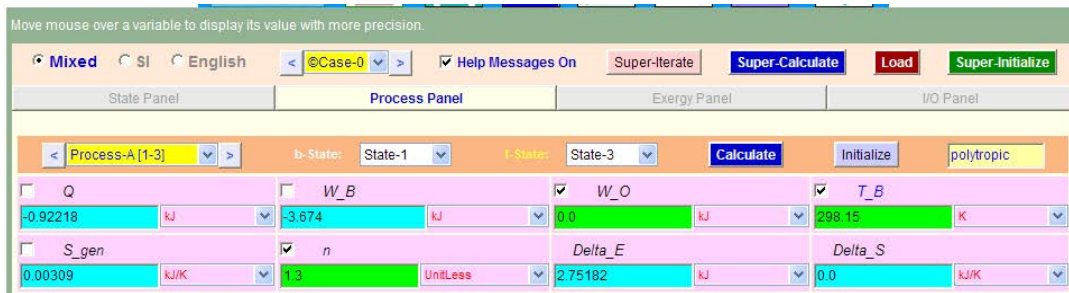 Move mouse over a variable to display its value with more precision.
Mixed SI English < ©Case-0 > Help Messages On Super-Iterate Super-Calculate Load Super-Initialize
State Panel Process Panel Exergy Panel I/O Panel
< Process-A [1-3] > b-State: State-1 f-State: State-3 Calculate Initialize polytropic
Q W_B W_O T_B
-0.92218 kJ -3.674 kJ 0.0 kJ 298.15 K
S_gen n Delta_E Delta_S
0.00309 kJ/K 1.3 UnitLess 2.75182 kJ 0.0 kJ/K